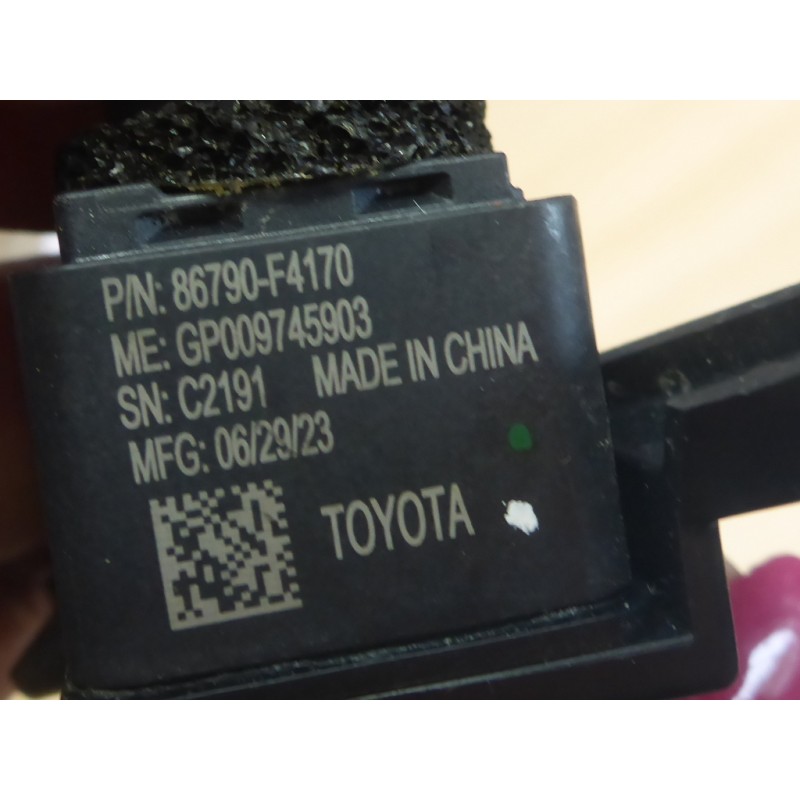 P/N: 86790-F4170
ME: GP009745903
SN: C2191 MADE IN CHINA
MFG: 06/29/23
TOYOTA